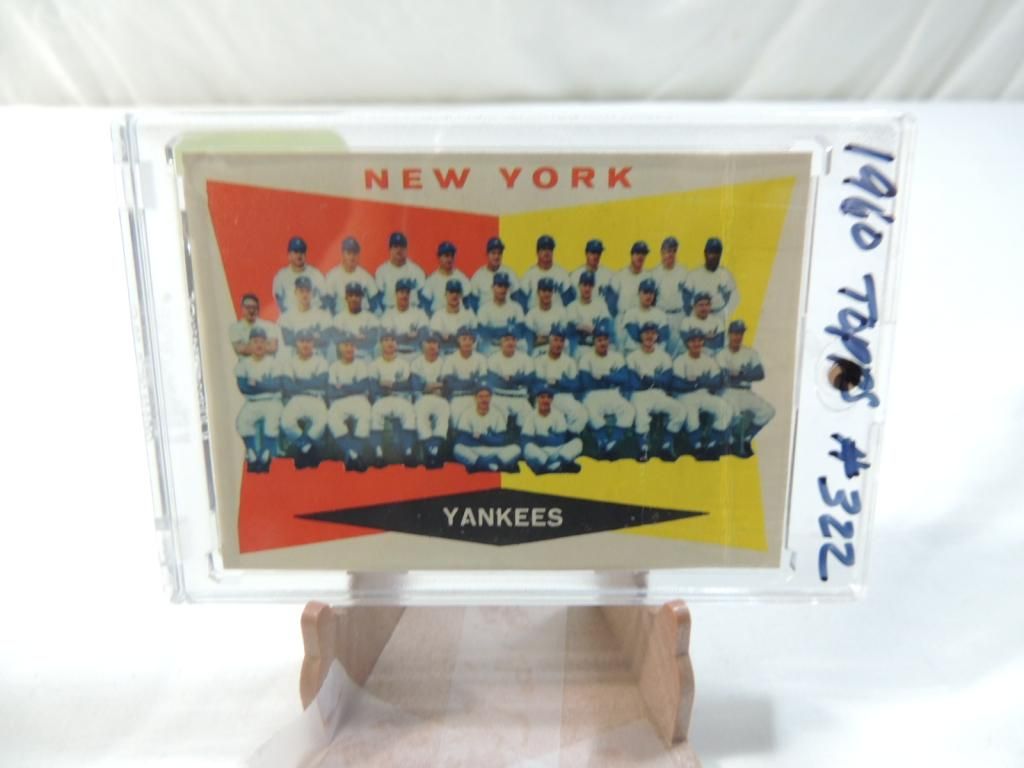 NEW YORK
YANKEES
1960 TOPPS #322